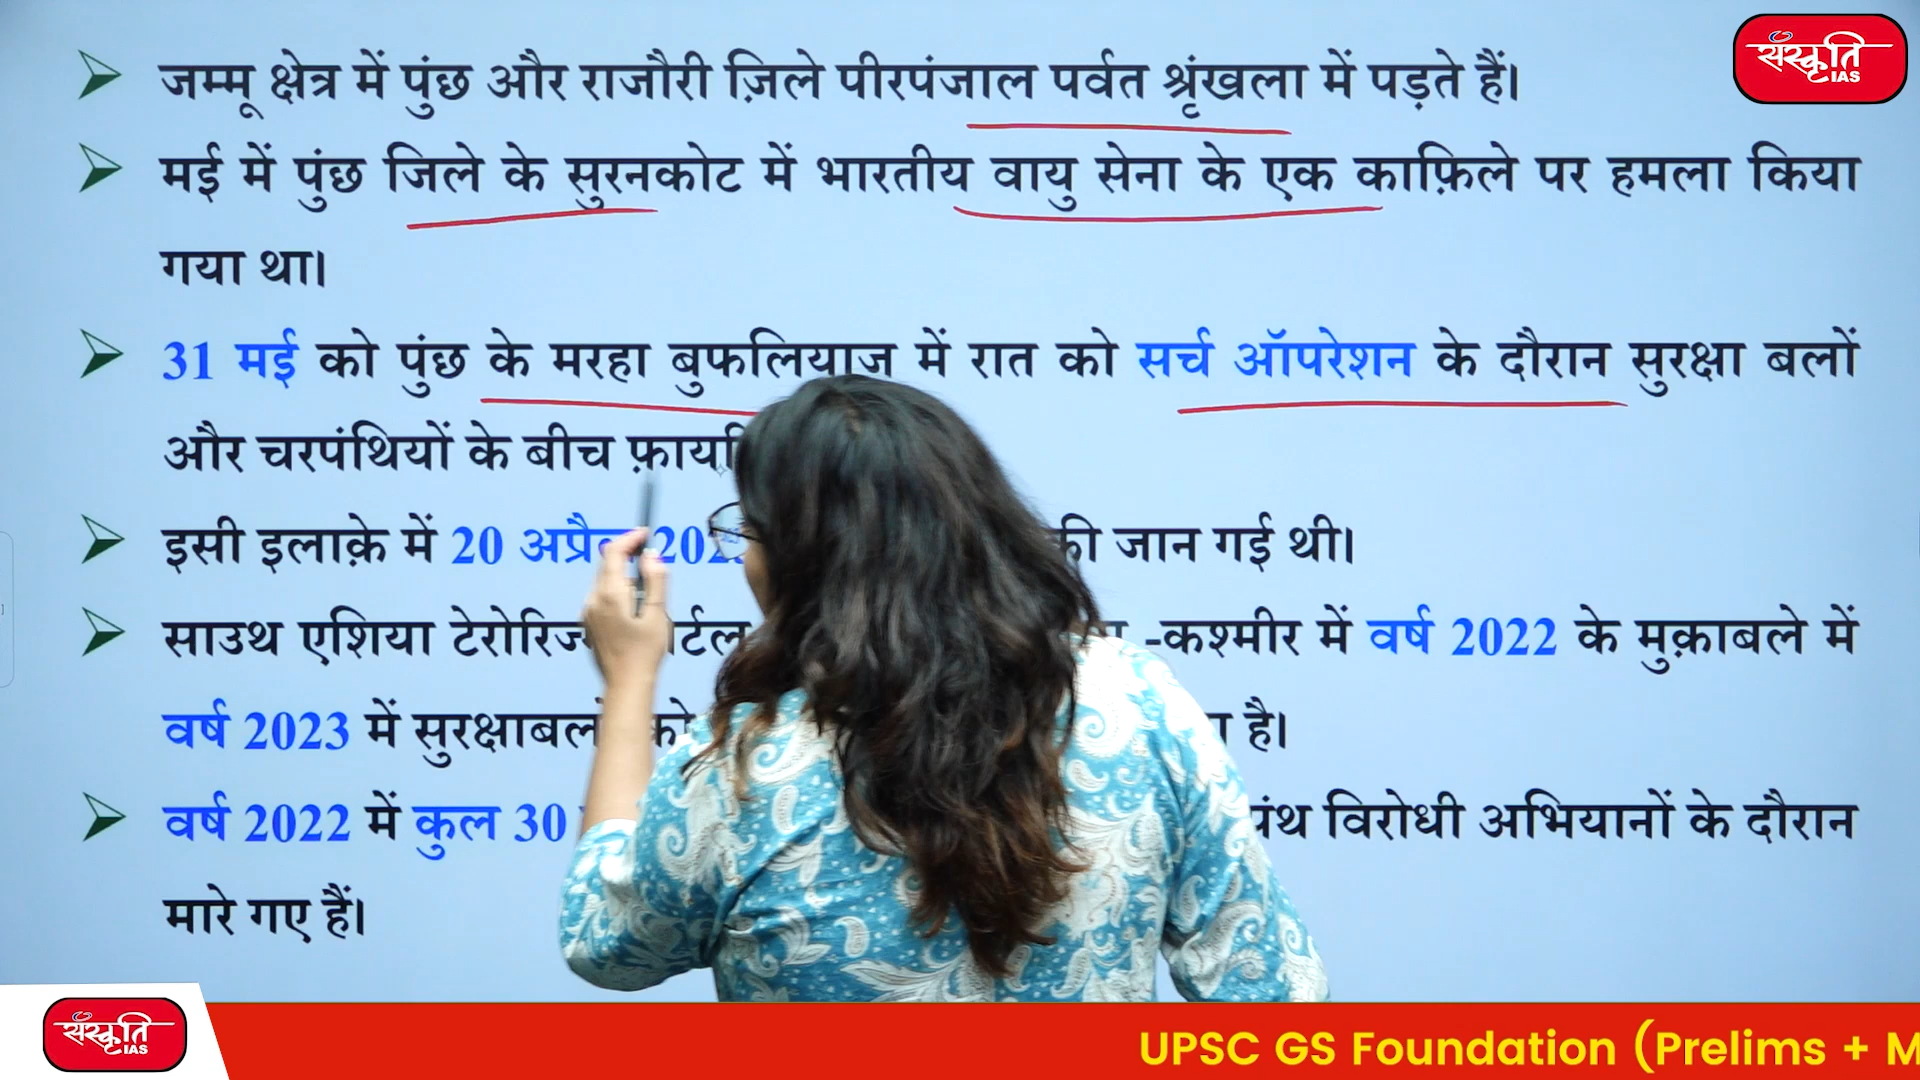 संस्कृति
IAS
जम्मू क्षेत्र में पुंछ और राजौरी ज़िले पीरपंजाल पर्वत श्रृंखला में पड़ते हैं।
मई में पुंछ जिले के सुरनकोट में भारतीय वायु सेना के एक काफ़िले पर हमला किया
गया था।
31 मई को पुंछ के मरहा बुफलियाज में रात को सर्च ऑपरेशन के दौरान सुरक्षा बलों
और चरपंथियों के बीच
इसी इलाक़े में 20 की जान गई थी।
साउथ एशिया -कश्मीर में वर्ष 2022 के मुक़ाबले में
वर्ष 2023 में है।
वर्ष 2022 में कुल 30 विरोधी अभियानों के दौरान
मारे गए हैं।
संस्कृति
IAS
UPSC GS Foundation (Prelims + M